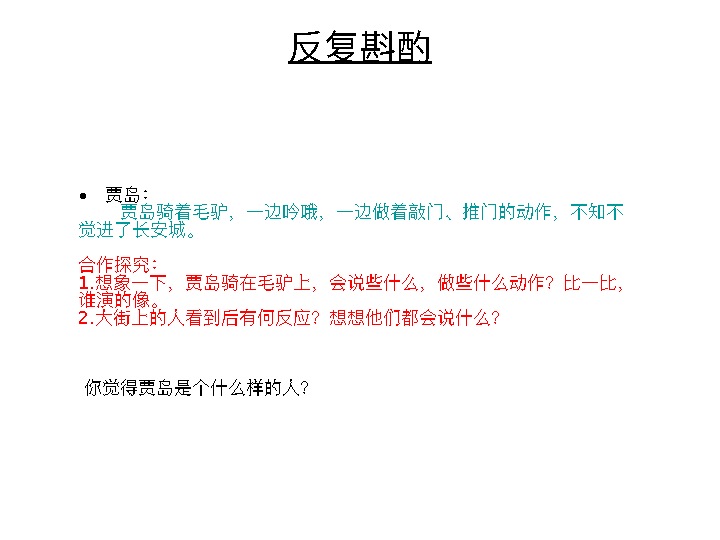 反复斟酌
• 贾岛：
贾岛骑着毛驴，一边吟哦，一边做着敲门、推门的动作，不知不
觉进了长安城。
合作探究：
1.想象一下，贾岛骑在毛驴上，会说些什么，做些什么动作？比一比，
谁演的像。
2.大街上的人看到后有何反应？想想他们都会说什么？
你觉得贾岛是个什么样的人？